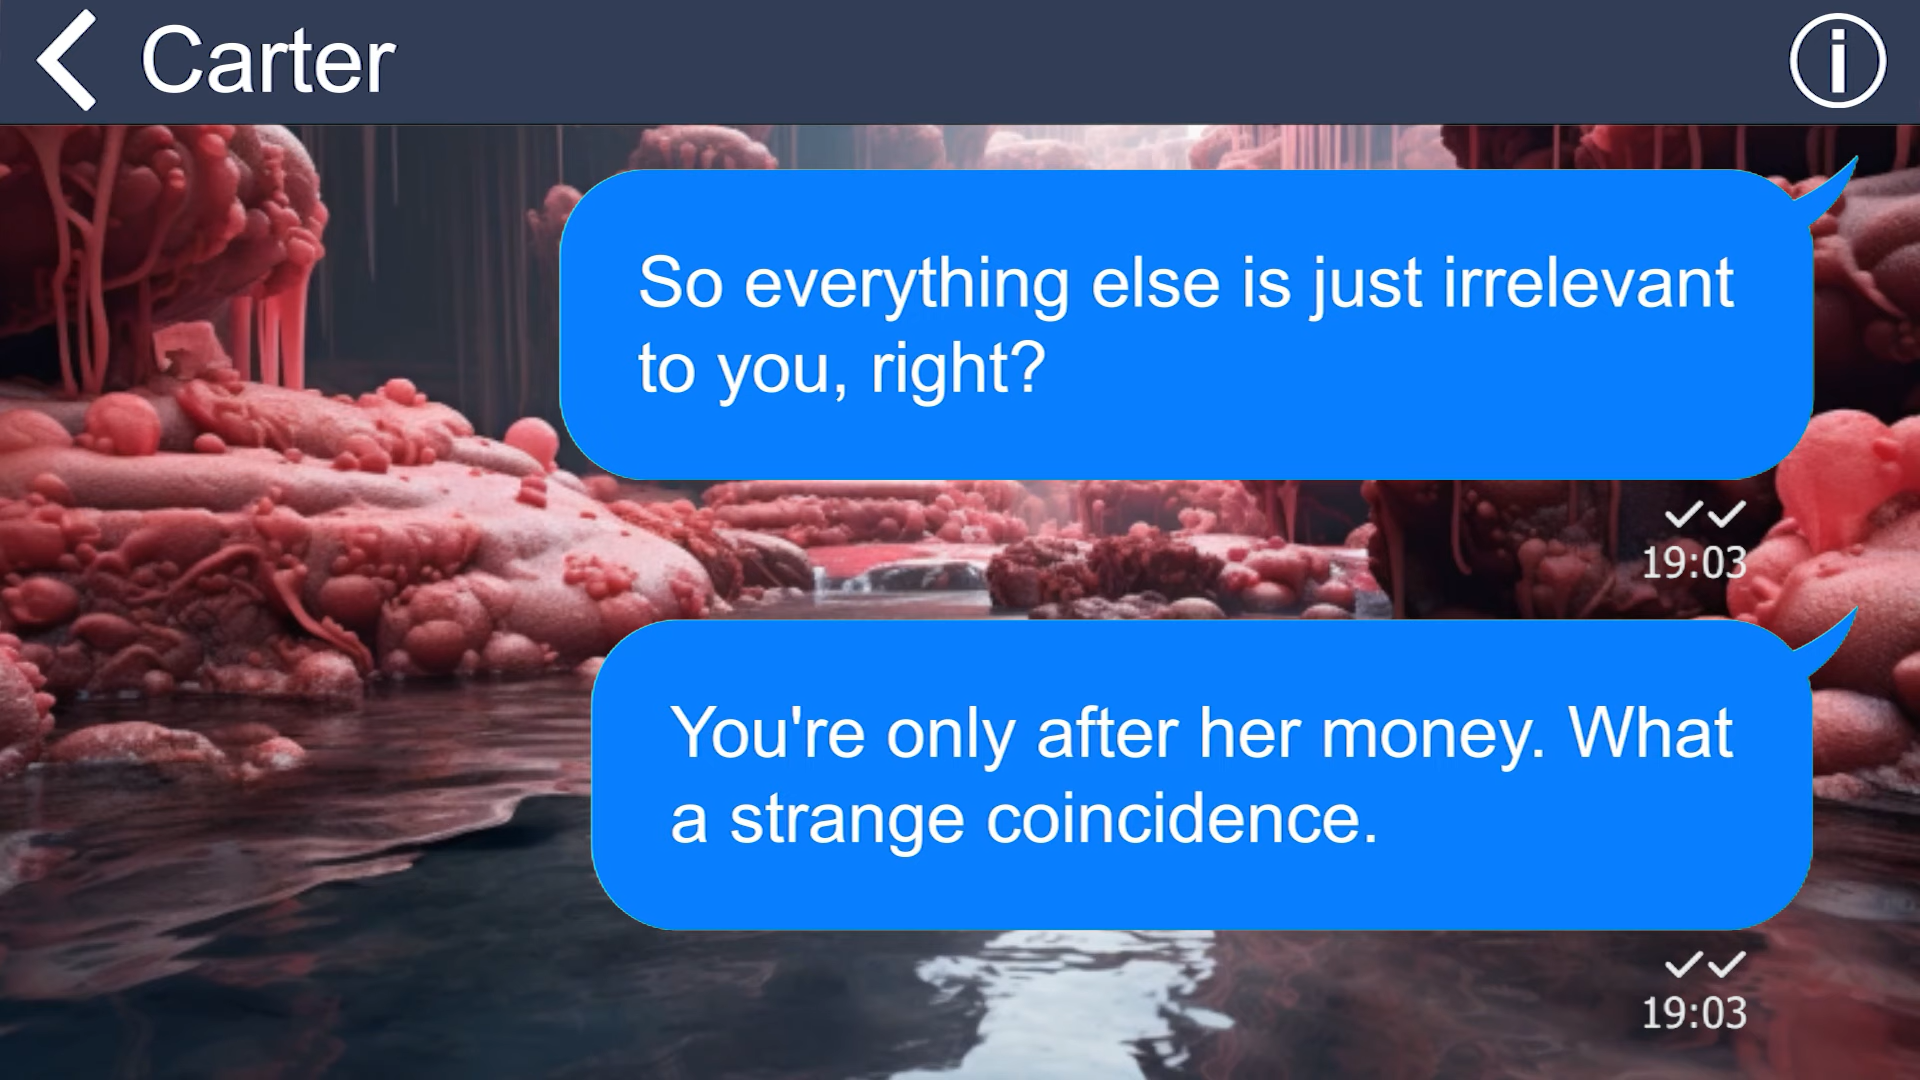 Carter
So everything else is just irrelevant
to you, right?
19:03
You're only after her money. What
a strange coincidence.
19:03